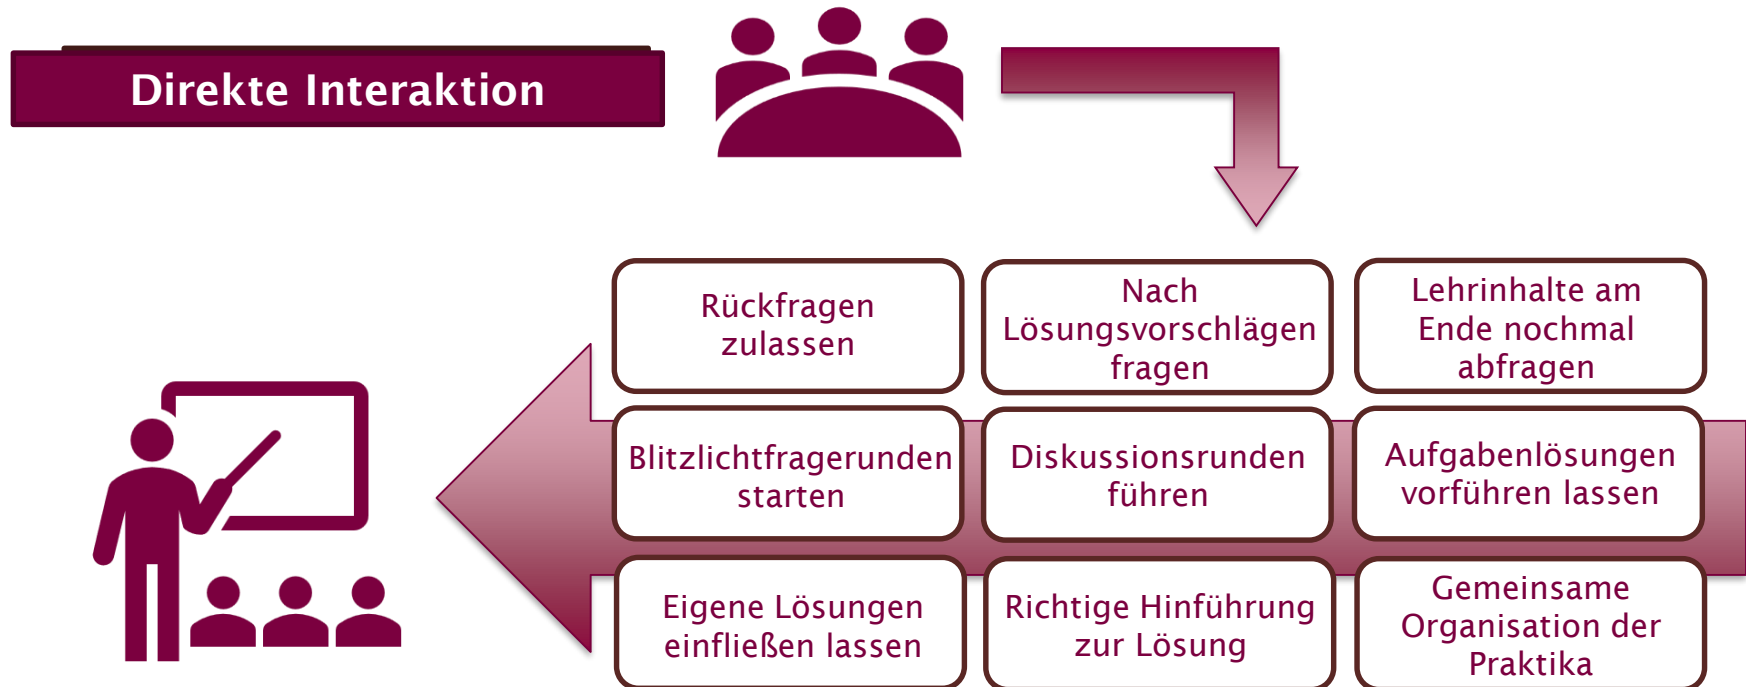 Direkte Interaktion
Rückfragen
zulassen
Nach
Lösungsvorschlägen
fragen
Lehrinhalte am
Ende nochmal
abfragen
Blitzlichtfragerunden
starten
Diskussionsrunden
führen
Aufgabenlösungen
vorführen lassen
Eigene Lösungen
einfließen lassen
Richtige Hinführung
zur Lösung
Gemeinsame
Organisation der
Praktika